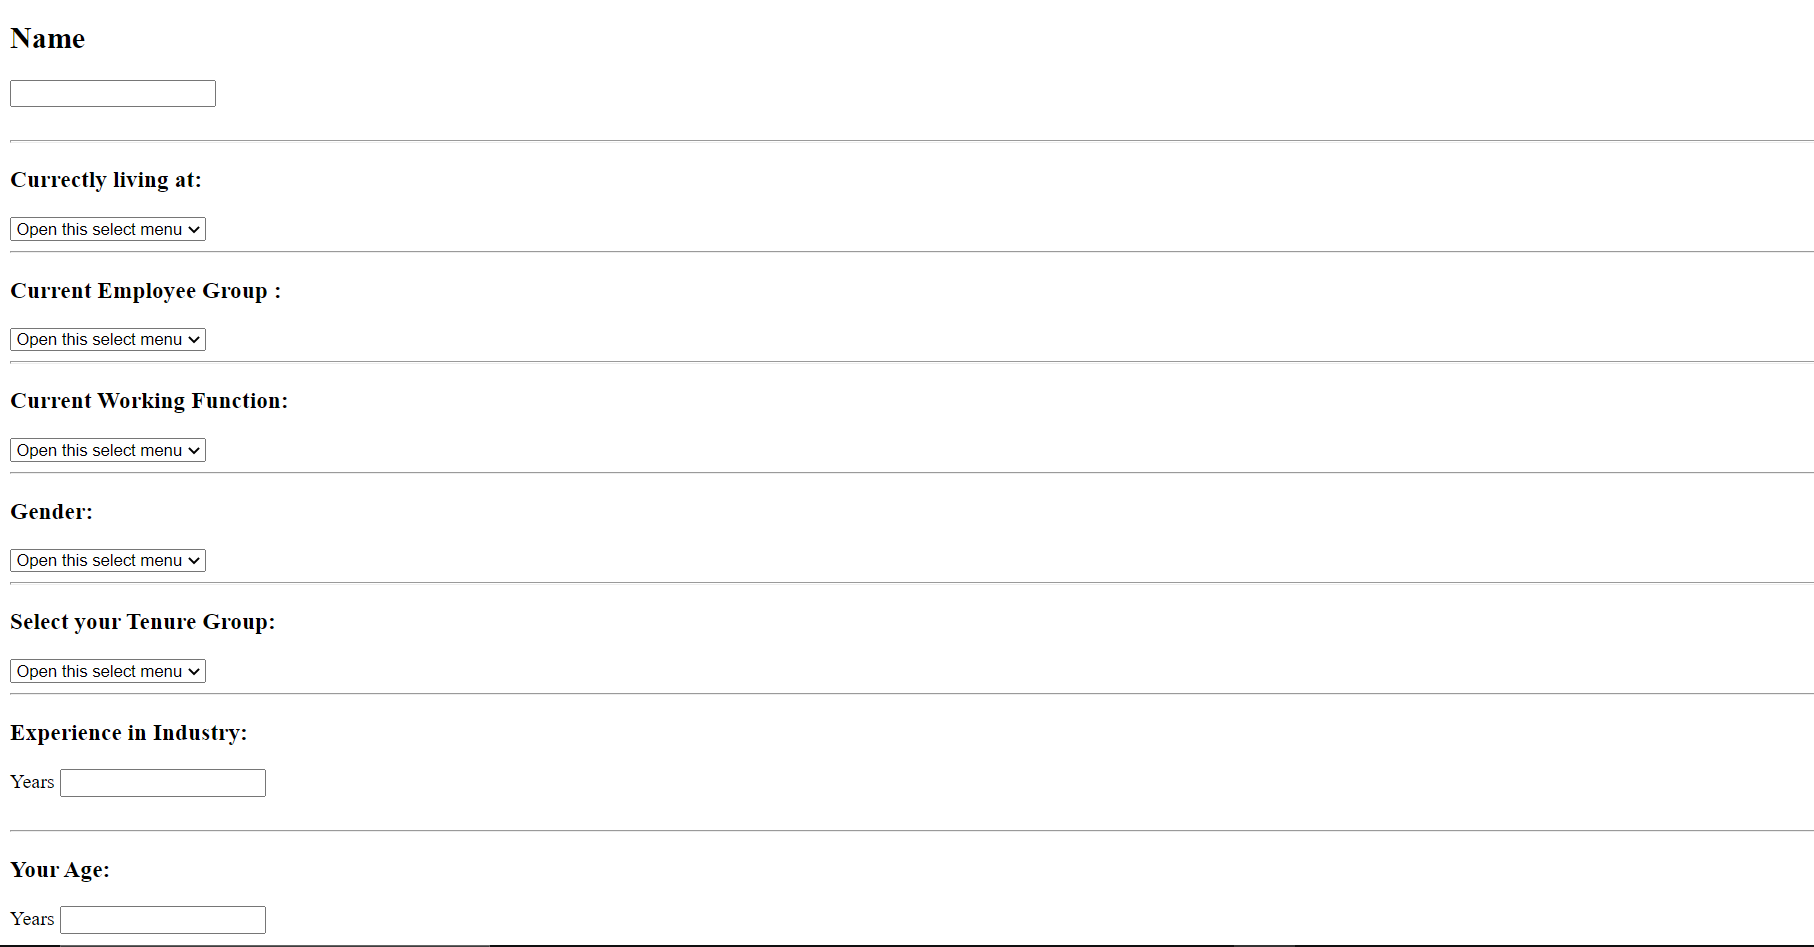 Name
Currectly living at:
Open this select menu
Current Employee Group :
Open this select menu
Current Working Function:
Open this select menu
Gender:
Open this select menu
Select your Tenure Group:
Open this select menu
Experience in Industry:
Years
Your Age:
Years